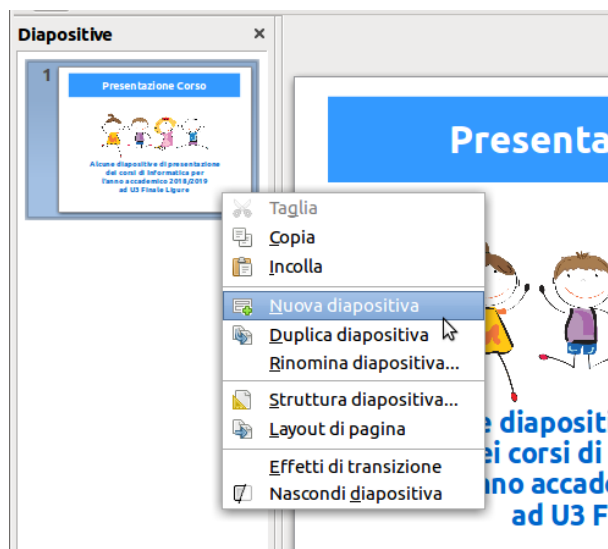 Diapositive ×
1
Presentazione Corso
Alcune diapositive di presentazione
dei corsi di Informatica per
l'anno accademico 2018/2019
ad U3 Finale Ligure
Taglia
Copia
Incolla
Nuova diapositiva
Duplica diapositiva
Rinomina diapositiva...
Struttura diapositiva...
Layout di pagina
Effetti di transizione
Nascondi diapositiva
Presenta
e diapositi
ei corsi di
nno accade
ad U3 F